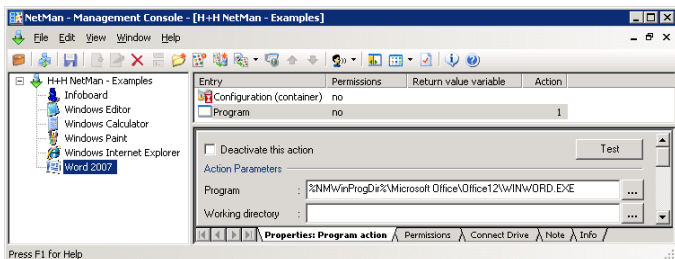 NetMan - Management Console - [H+H NetMan - Examples]
File Edit View Window Help
H+H NetMan - Examples
Infoboard
Windows Editor
Windows Calculator
Windows Paint
Windows Internet Explorer
Word 2007
Entry Permissions Return value variable Action
Configuration (container) no
Program no 1
Deactivate this action
Test
Action Parameters
Program : %NMWinProgDir%\Microsoft Office\Office12\WINWORD.EXE ...
Working directory : ...
Properties: Program action Permissions Connect Drive Note Info
Press F1 for Help